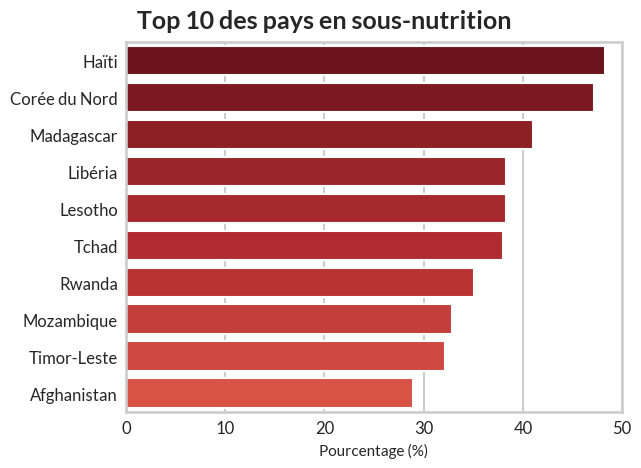 Top 10 des pays en sous-nutrition
Haïti
Corée du Nord
Madagascar
Libéria
Lesotho
Tchad
Rwanda
Mozambique
Timor-Leste
Afghanistan
0 10 20 30 40 50
Pourcentage (%)